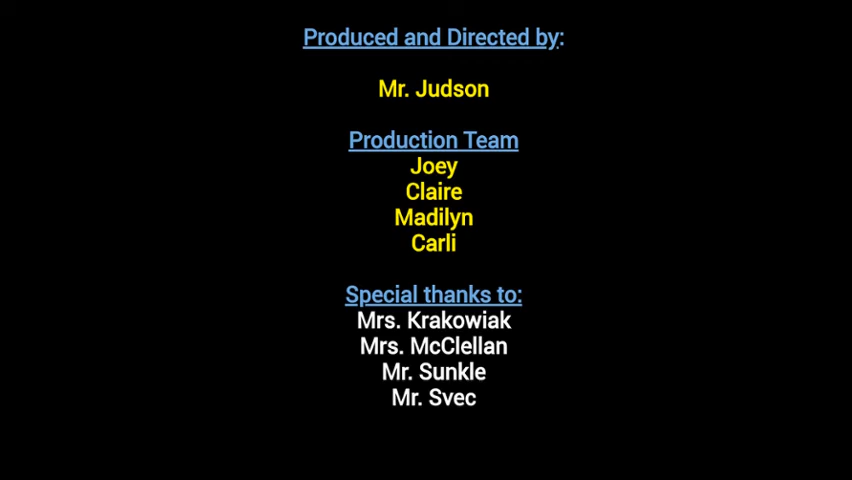 Produced and Directed by:
Mr. Judson
Production Team
Joey
Claire
Madilyn
Carli
Special thanks to:
Mrs. Krakowiak
Mrs. McClellan
Mr. Sunkle
Mr. Svec